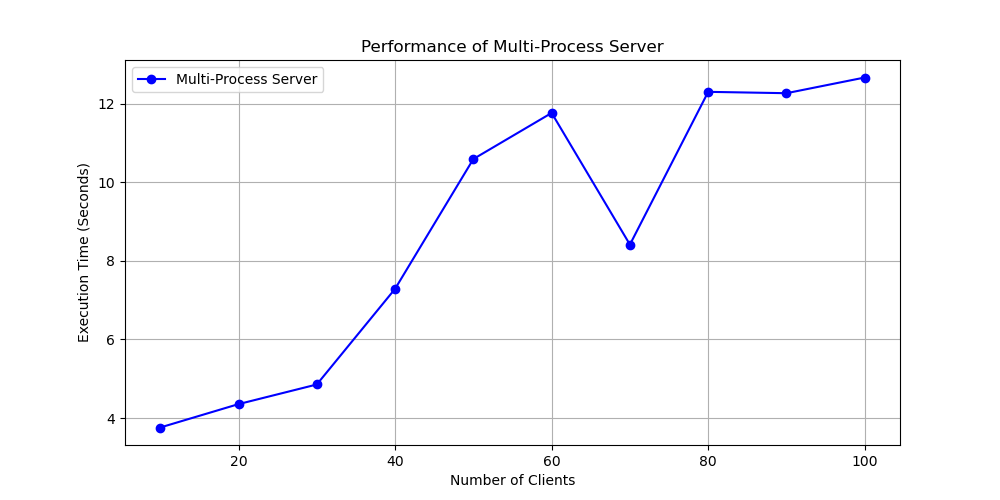 Performance of Multi-Process Server
Multi-Process Server
Execution Time (Seconds)
12
10
8
6
4
20 40 60 80 100
Number of Clients